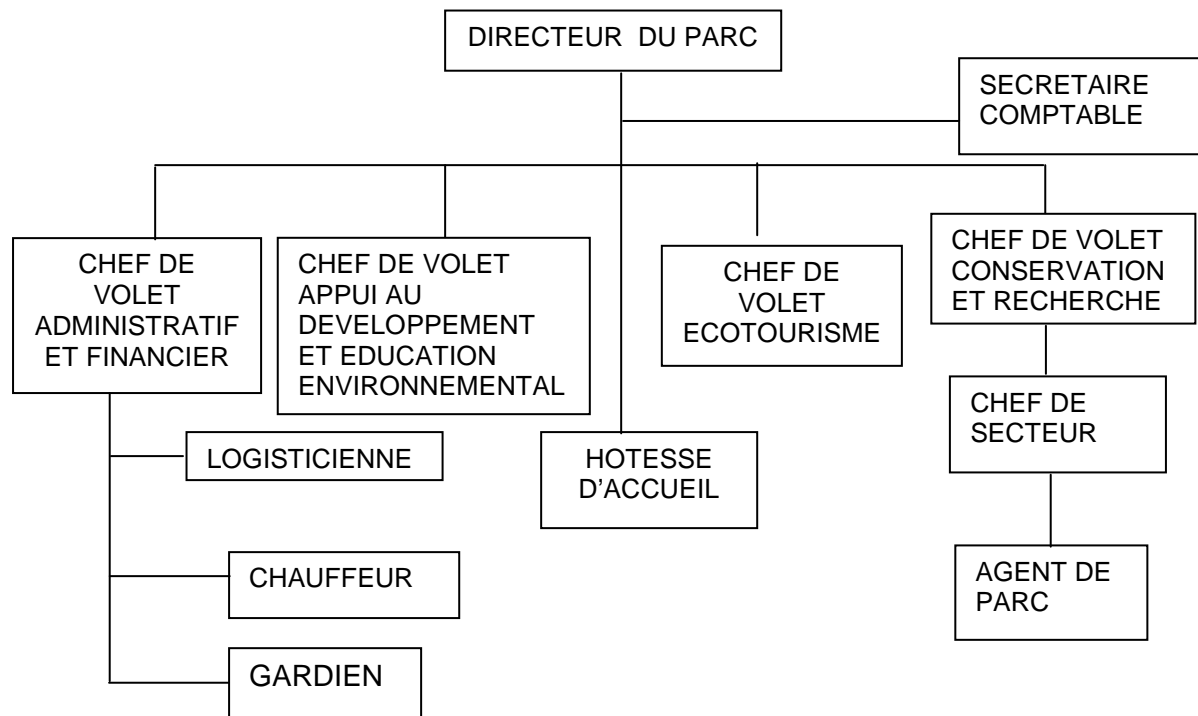 DIRECTEUR DU PARC
SECRETAIRE
COMPTABLE
CHEF DE
VOLET
ADMINISTRATIF
ET FINANCIER
CHEF DE VOLET
APPUI AU
DEVELOPPEMENT
ET EDUCATION
ENVIRONNEMENTAL
CHEF DE
VOLET
ECOTOURISME
CHEF DE VOLET
CONSERVATION
ET RECHERCHE
LOGISTICIENNE
HOTESSE
D’ACCUEIL
CHEF DE
SECTEUR
CHAUFFEUR
AGENT DE
PARC
GARDIEN